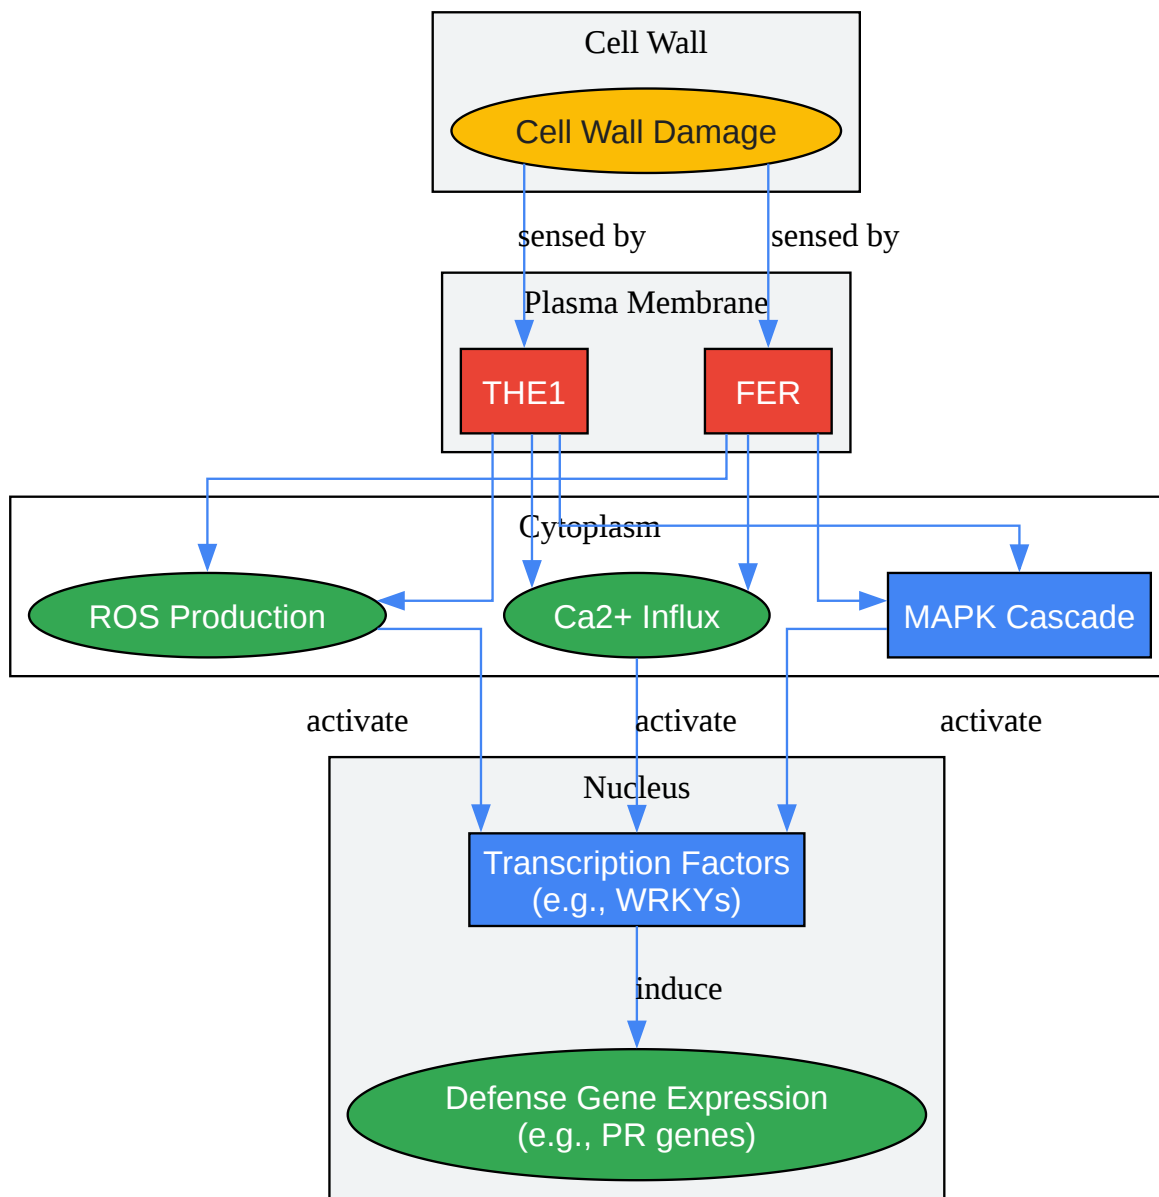 Cell Wall
Cell Wall Damage
sensed by
sensed by
Plasma Membrane
THE1
FER
Cytoplasm
ROS Production
Ca2+ Influx
MAPK Cascade
activate
activate
activate
Nucleus
Transcription Factors
(e.g., WRKYs)
induce
Defense Gene Expression
(e.g., PR genes)